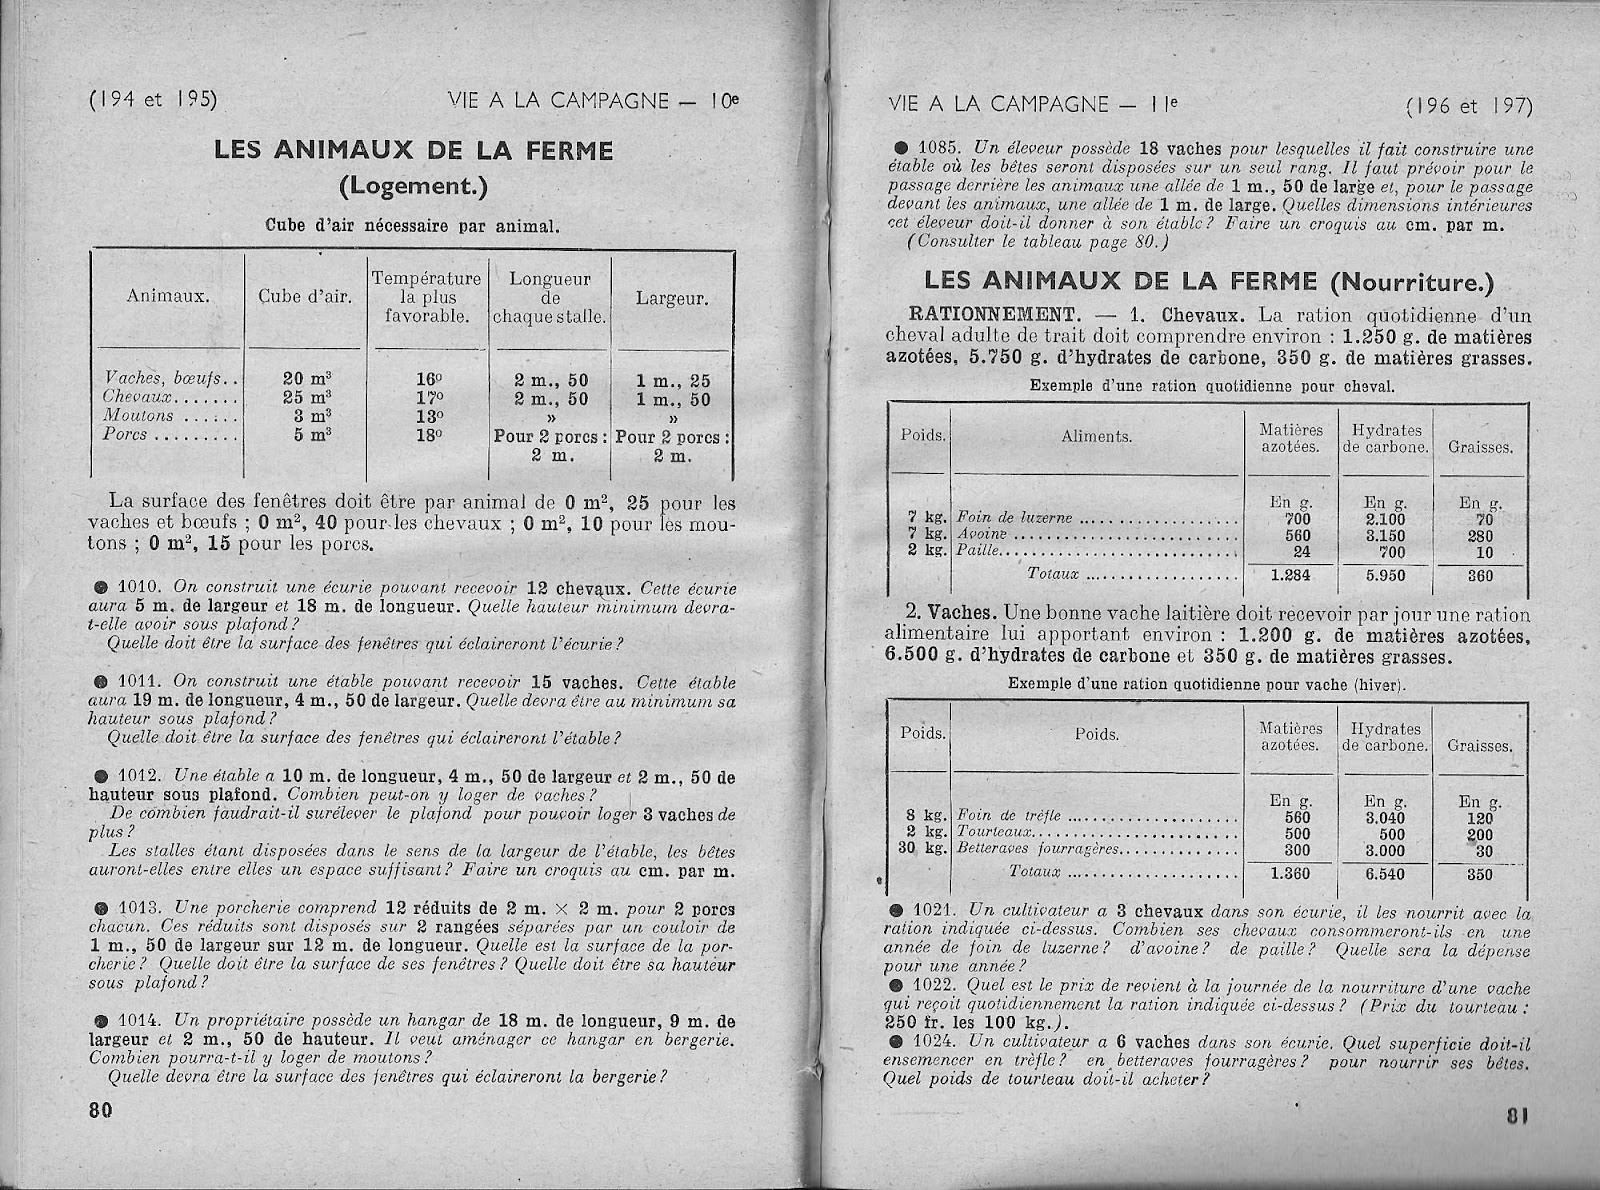 (194 et 195) VIE A LA CAMPAGNE — 10e
LES ANIMAUX DE LA FERME
(Logement.)
Cube d'air nécessaire par animal.
Animaux. Cube d'air. Température la plus favorable. Longueur de chaque stalle. Largeur.
Vaches, bœufs.. 20 m³ 16° 2 m., 50 1 m., 25
Chevaux....... 25 m³ 17° 2 m., 50 1 m., 50
Moutons ...... 3 m³ 13° » »
Porcs ......... 5 m³ 18° Pour 2 porcs : Pour 2 porcs :
2 m. 2 m.
La surface des fenêtres doit être par animal de 0 m², 25 pour les
vaches et bœufs ; 0 m², 40 pour les chevaux ; 0 m², 10 pour les mou-
tons ; 0 m², 15 pour les porcs.
● 1010. On construit une écurie pouvant recevoir 12 chevaux. Cette écurie
aura 5 m. de largeur et 18 m. de longueur. Quelle hauteur minimum devra-
t-elle avoir sous plafond ?
Quelle doit être la surface des fenêtres qui éclaireront l'écurie ?
● 1011. On construit une étable pouvant recevoir 15 vaches. Cette étable
aura 19 m. de longueur, 4 m., 50 de largeur. Quelle devra être au minimum sa
hauteur sous plafond ?
Quelle doit être la surface des fenêtres qui éclaireront l'étable ?
● 1012. Une étable a 10 m. de longueur, 4 m., 50 de largeur et 2 m., 50 de
hauteur sous plafond. Combien peut-on y loger de vaches ?
De combien faudrait-il surélever le plafond pour pouvoir loger 3 vaches de
plus ?
Les stalles étant disposées dans le sens de la largeur de l'étable, les bêtes
auront-elles entre elles un espace suffisant ? Faire un croquis au cm. par m.
● 1013. Une porcherie comprend 12 réduits de 2 m. × 2 m. pour 2 porcs
chacun. Ces réduits sont disposés sur 2 rangées séparées par un couloir de
1 m., 50 de largeur sur 12 m. de longueur. Quelle est la surface de la por-
cherie ? Quelle doit être la surface de ses fenêtres ? Quelle doit être sa hauteur
sous plafond ?
● 1014. Un propriétaire possède un hangar de 18 m. de longueur, 9 m. de
largeur et 2 m., 50 de hauteur. Il veut aménager ce hangar en bergerie.
Combien pourra-t-il y loger de moutons ?
Quelle devra être la surface des fenêtres qui éclaireront la bergerie ?
80
VIE A LA CAMPAGNE — 11e (196 et 197)
● 1085. Un éleveur possède 18 vaches pour lesquelles il fait construire une
étable où les bêtes seront disposées sur un seul rang. Il faut prévoir pour le
passage derrière les animaux une allée de 1 m., 50 de large et, pour le passage
devant les animaux, une allée de 1 m. de large. Quelles dimensions intérieures
cet éleveur doit-il donner à son étable ? Faire un croquis au cm. par m.
(Consulter le tableau page 80.)
LES ANIMAUX DE LA FERME (Nourriture.)
RATIONNEMENT. — 1. Chevaux. La ration quotidienne d'un
cheval adulte de trait doit comprendre environ : 1.250 g. de matières
azotées, 5.750 g. d'hydrates de carbone, 350 g. de matières grasses.
Exemple d'une ration quotidienne pour cheval.
Poids. Aliments. Matières azotées. Hydrates de carbone. Graisses.
En g. En g. En g.
7 kg. Foin de luzerne .................. 700 2.100 70
7 kg. Avoine .......................... 560 3.150 280
2 kg. Paille........................... 24 700 10
Totaux .................. 1.284 5.950 360
2. Vaches. Une bonne vache laitière doit recevoir par jour une ration
alimentaire lui apportant environ : 1.200 g. de matières azotées,
6.500 g. d'hydrates de carbone et 350 g. de matières grasses.
Exemple d'une ration quotidienne pour vache (hiver).
Poids. Poids. Matières azotées. Hydrates de carbone. Graisses.
En g. En g. En g.
8 kg. Foin de trèfle .................... 560 3.040 120
2 kg. Tourteaux........................ 500 500 200
30 kg. Betteraves fourragères.............. 300 3.000 30
Totaux .................... 1.360 6.540 350
● 1021. Un cultivateur a 3 chevaux dans son écurie, il les nourrit avec la
ration indiquée ci-dessus. Combien ses chevaux consommeront-ils en une
année de foin de luzerne ? d'avoine ? de paille ? Quelle sera la dépense
pour une année ?
● 1022. Quel est le prix de revient à la journée de la nourriture d'une vache
qui reçoit quotidiennement la ration indiquée ci-dessus ? (Prix du tourteau :
250 fr. les 100 kg.).
● 1024. Un cultivateur a 6 vaches dans son écurie. Quel superficie doit-il
ensemencer en trèfle ? en betteraves fourragères ? pour nourrir ses bêtes.
Quel poids de tourteau doit-il acheter ?
81